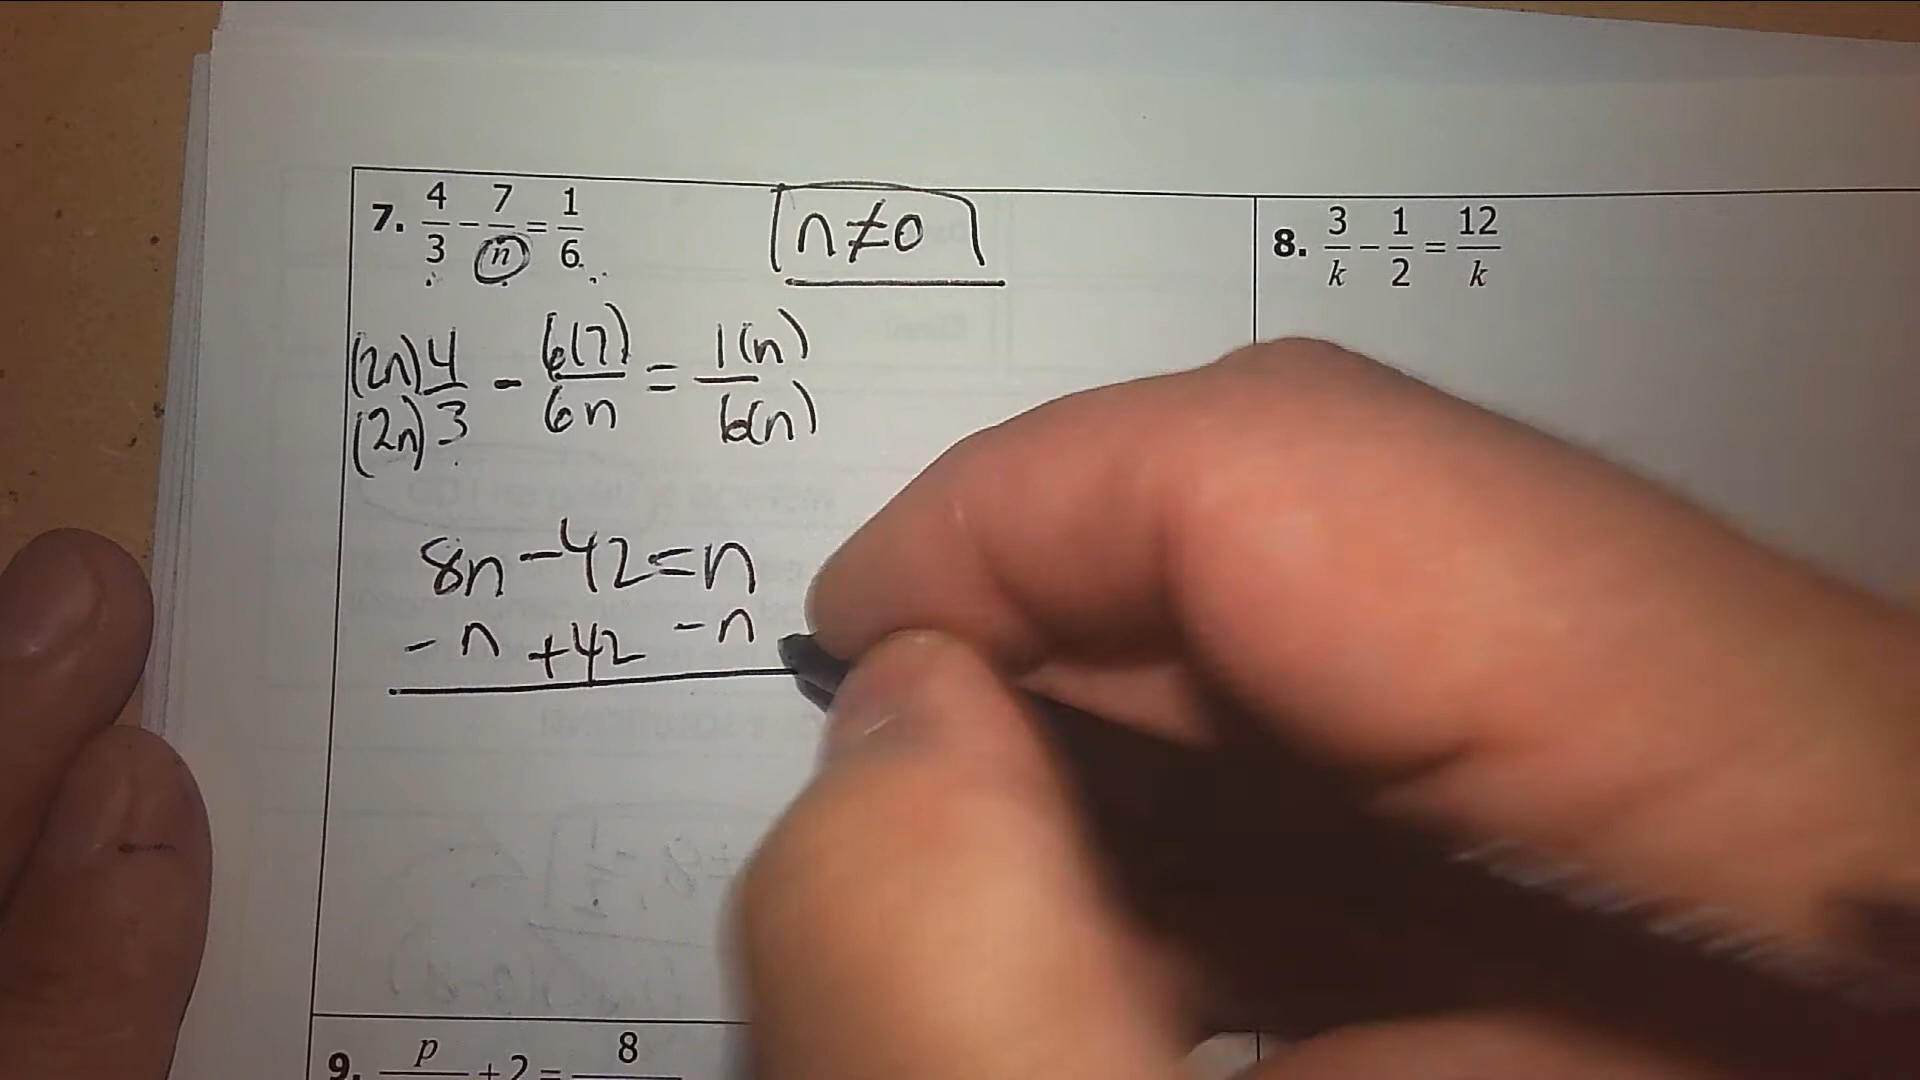 7. 4/3 - 7/n = 1/6
n≠0
(2n)4/(2n)3 - 6(7)/6n = 1(n)/6(n)
8n-42=n
-n +42 -n
8. 3/k - 1/2 = 12/k
9. p
+2=
8